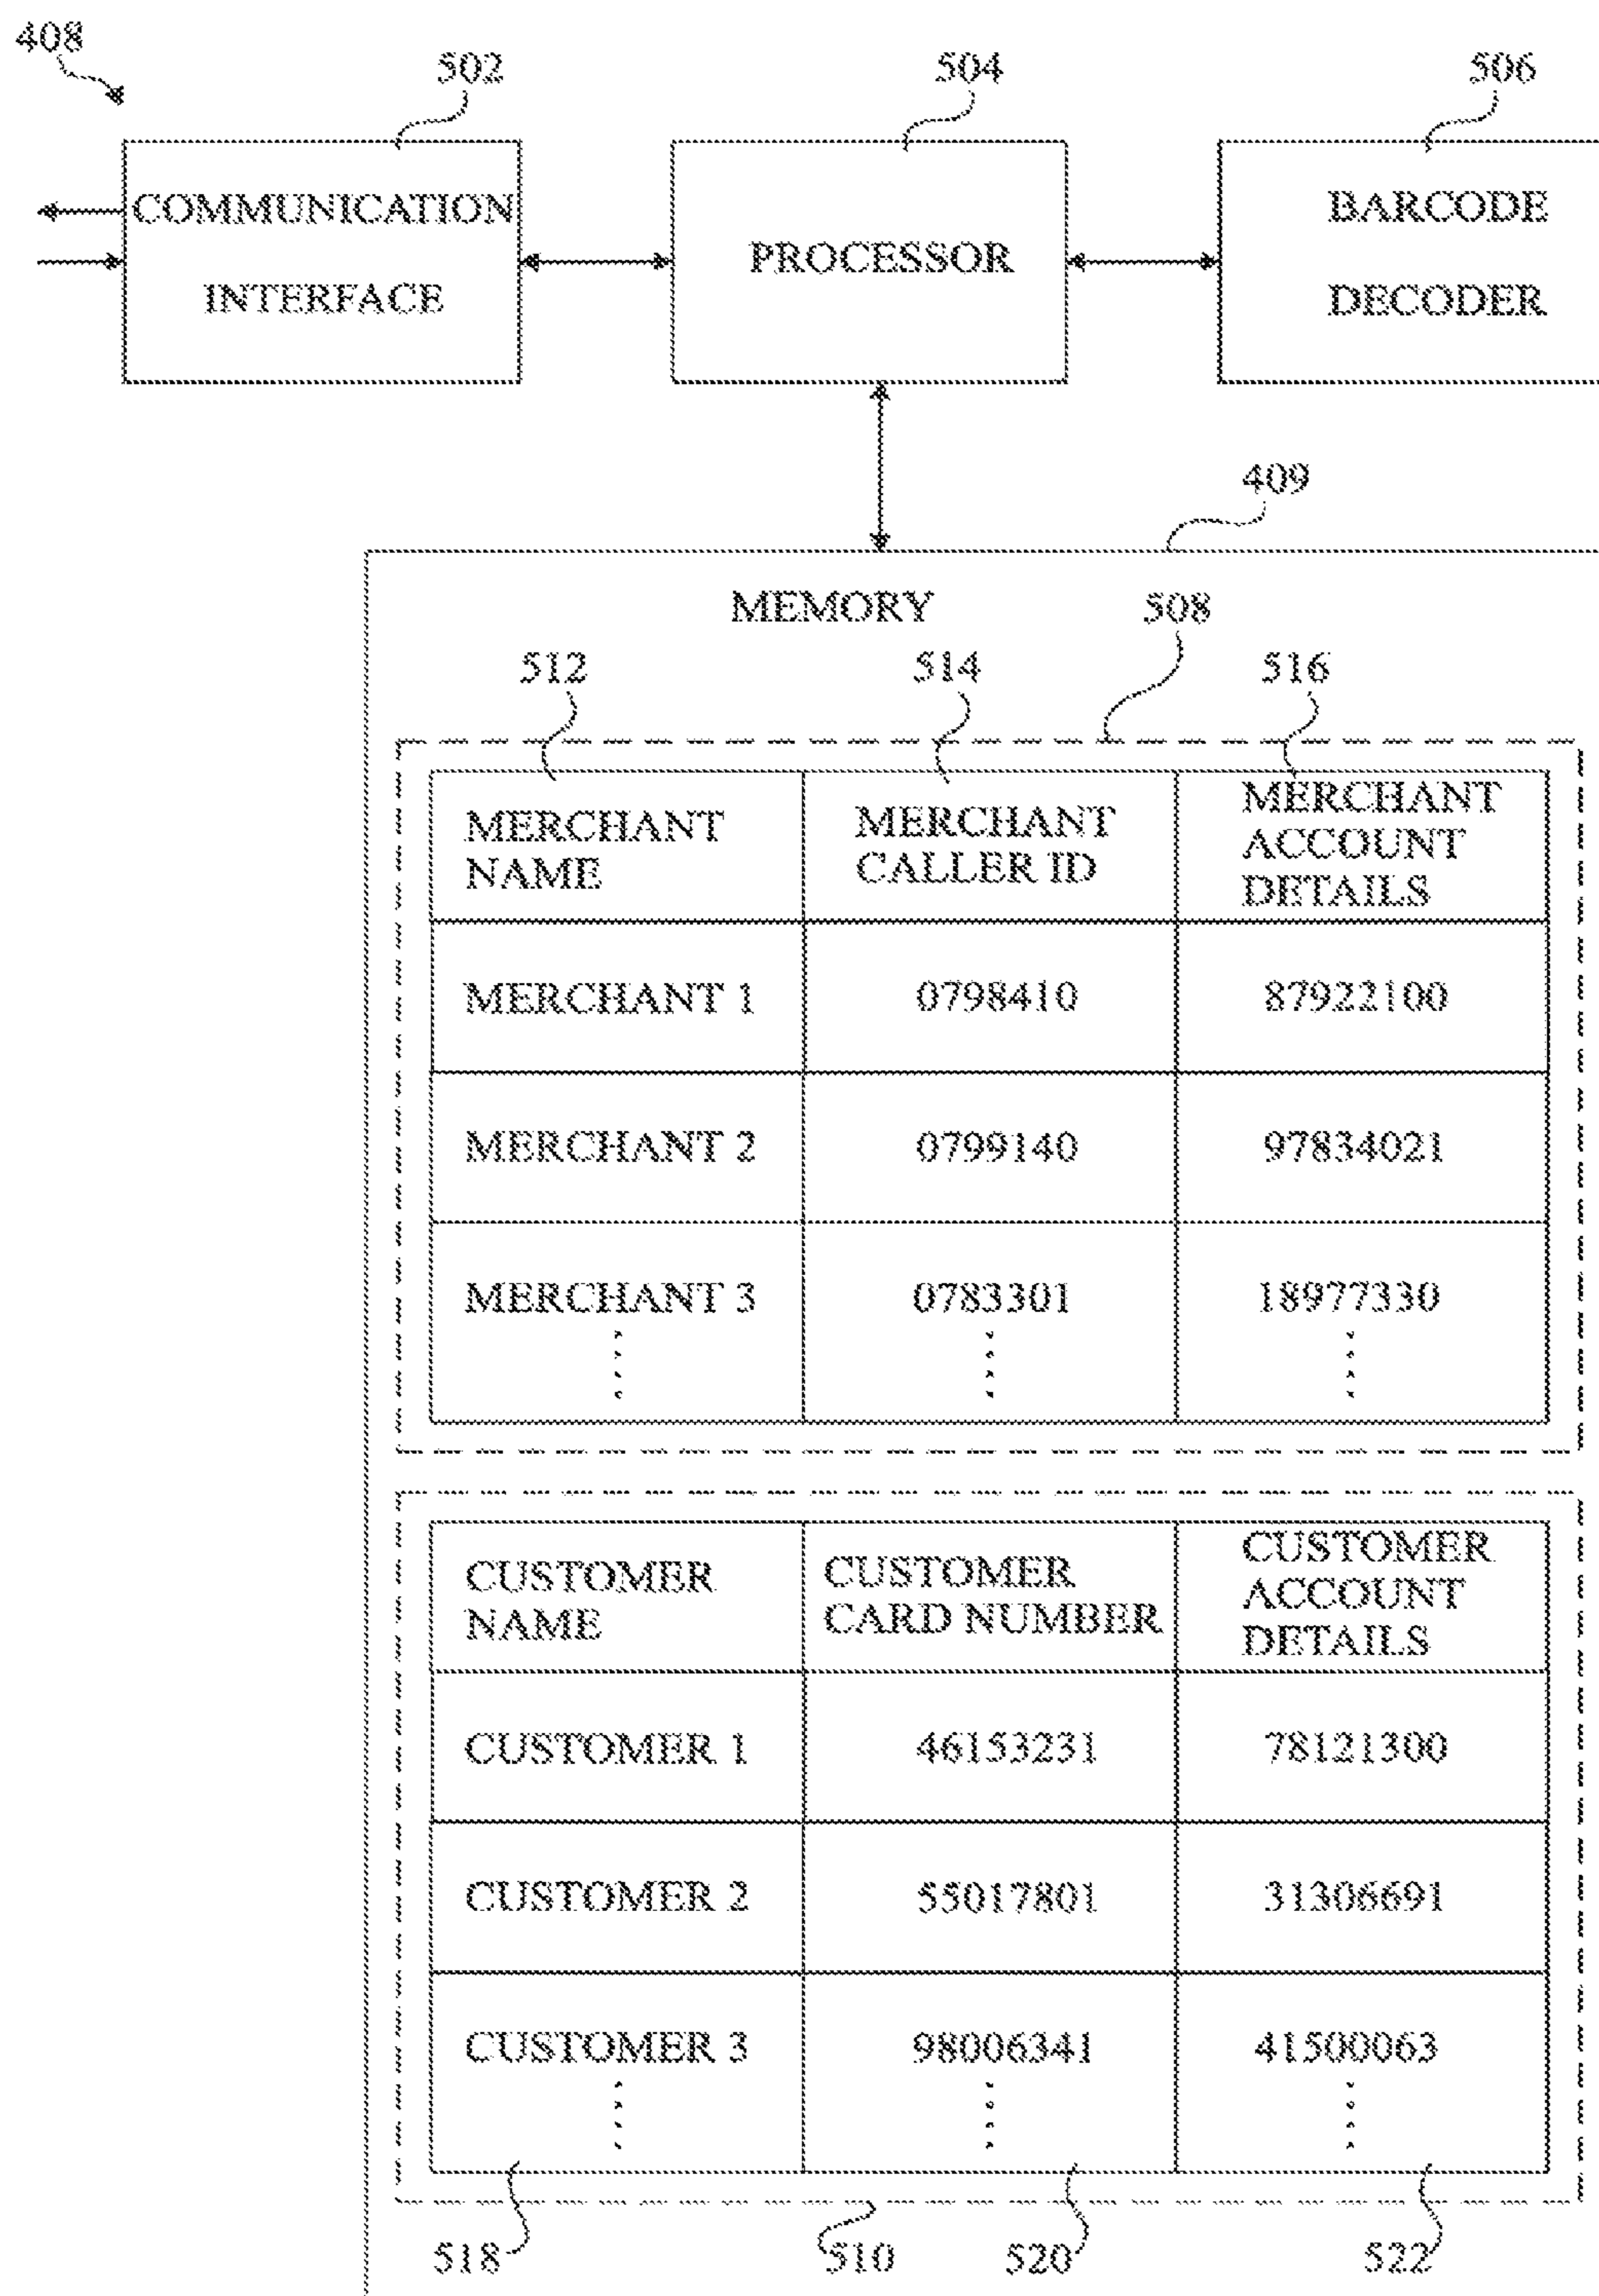 408
502
504
506
COMMUNICATION
INTERFACE
PROCESSOR
BARCODE
DECODER
409
MEMORY
508
512
514
516
MERCHANT
NAME
MERCHANT
CALLER ID
MERCHANT
ACCOUNT
DETAILS
MERCHANT 1
0798410
87922100
MERCHANT 2
0799140
97834021
MERCHANT 3
0783301
18977330
CUSTOMER
NAME
CUSTOMER
CARD NUMBER
CUSTOMER
ACCOUNT
DETAILS
CUSTOMER 1
46153231
78121300
CUSTOMER 2
55017801
31306691
CUSTOMER 3
98006341
41500063
518
510
520
522